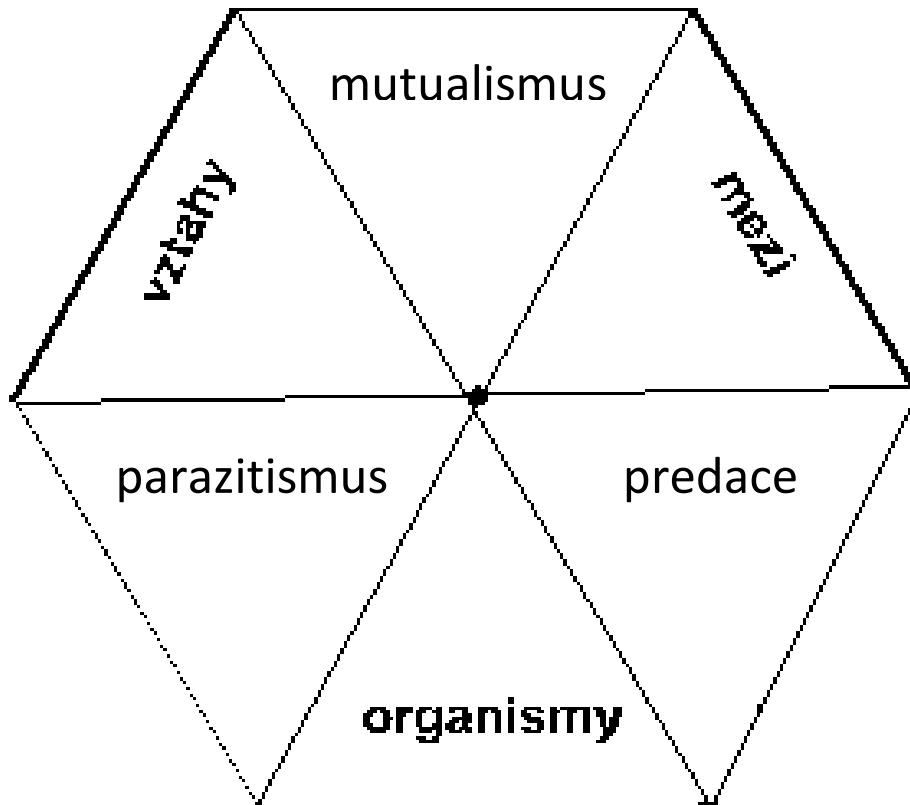 mutualismus
vztahy
mezi
parazitismus
predace
organismy